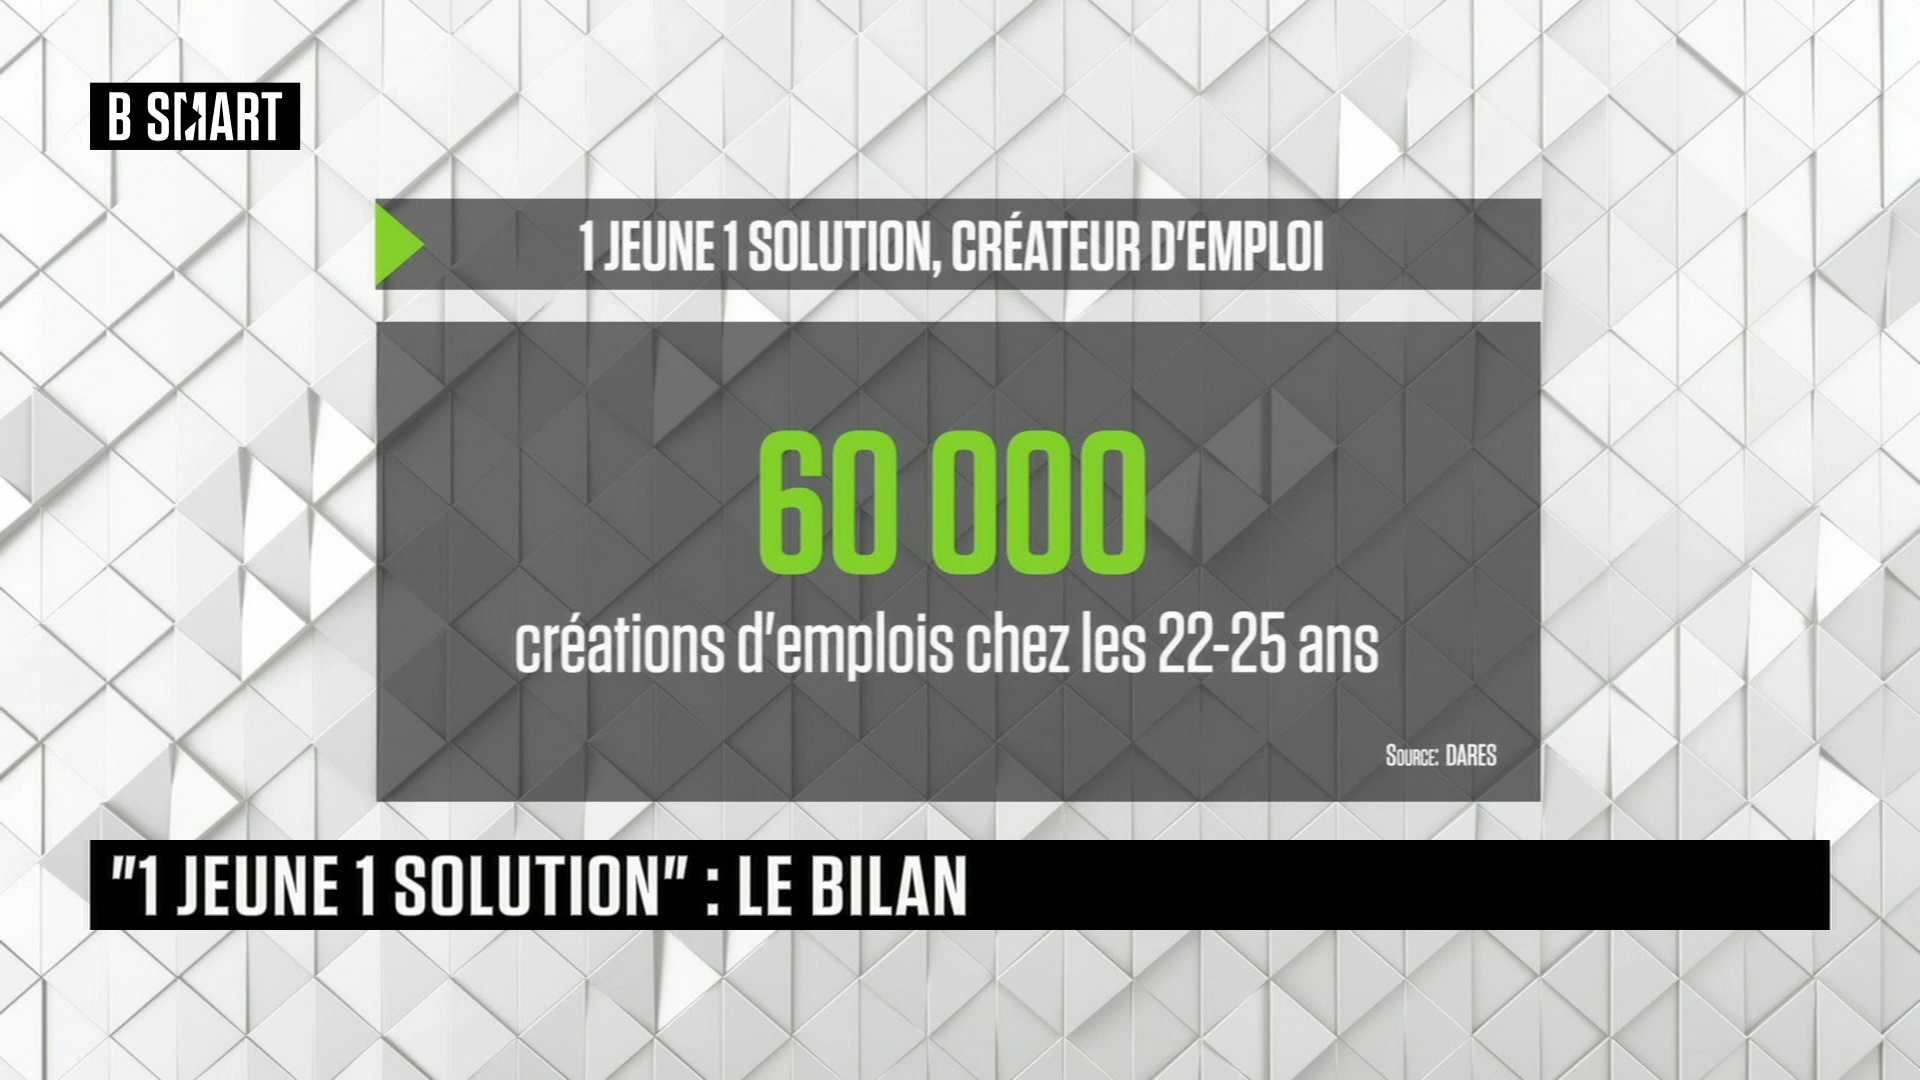 B SMART
1 JEUNE 1 SOLUTION, CRÉATEUR D'EMPLOI
60 000
créations d'emplois chez les 22-25 ans
SOURCE: DARES
"1 JEUNE 1 SOLUTION" : LE BILAN